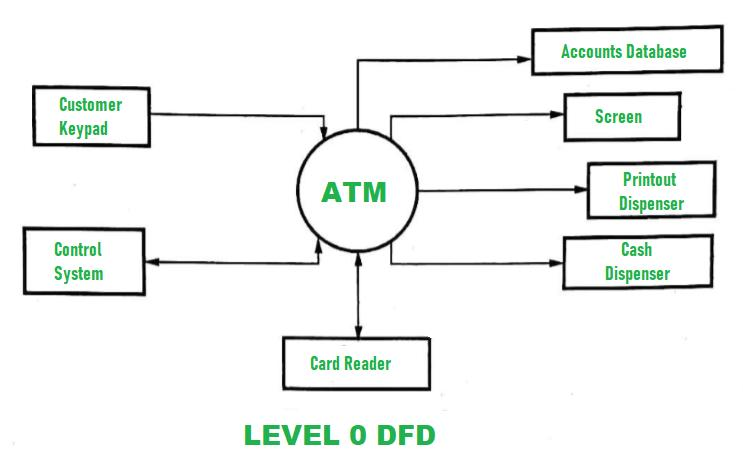 Accounts Database
Customer
Keypad
Screen
ATM
Printout
Dispenser
Control
System
Cash
Dispenser
Card Reader
LEVEL 0 DFD